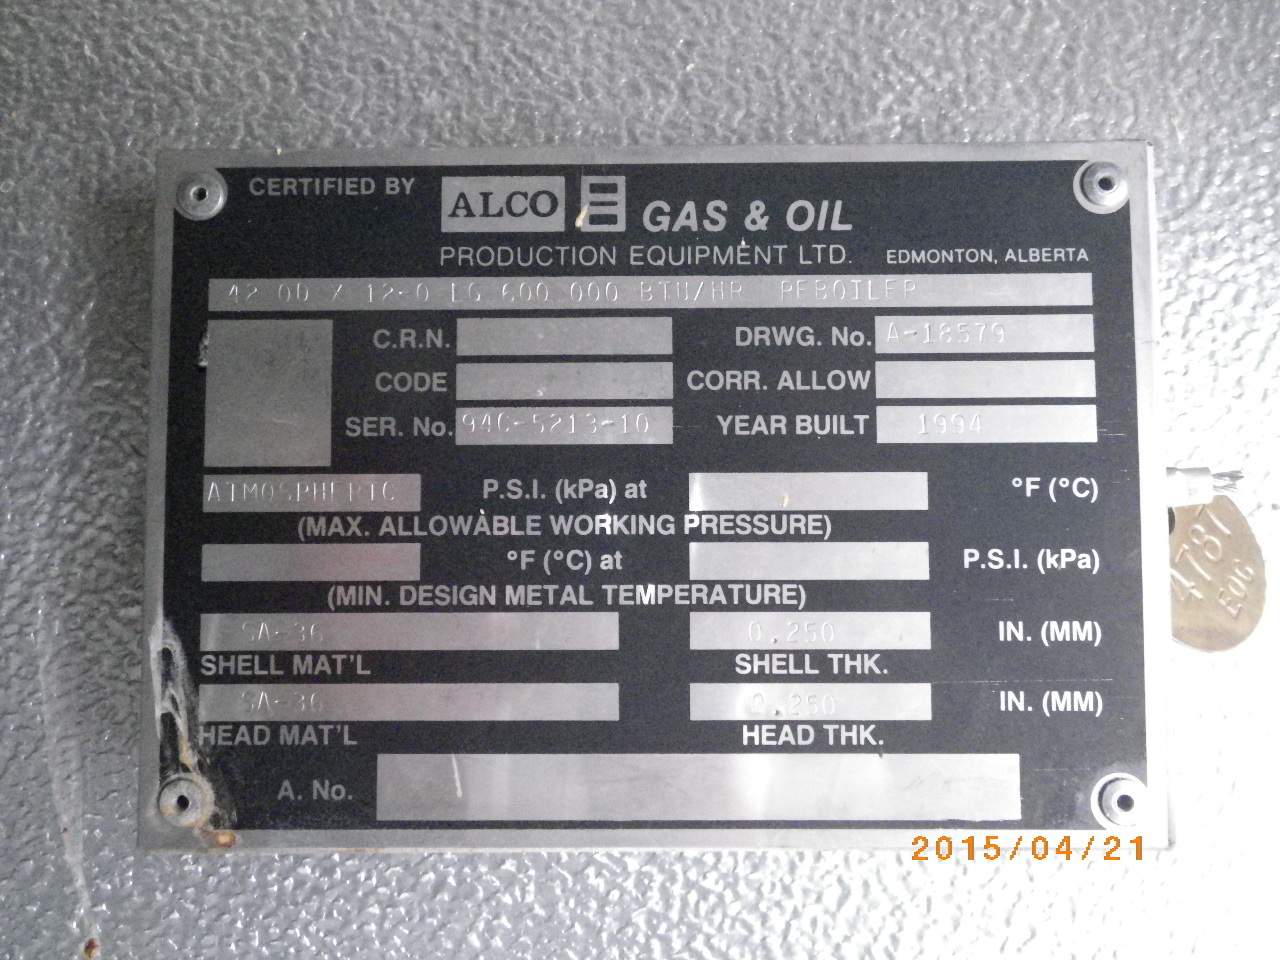 CERTIFIED BY ALCO GAS & OIL
PRODUCTION EQUIPMENT LTD. EDMONTON, ALBERTA
42 OD X 12-0 LG 600 000 BTU/HR REBOILER
C.R.N. DRWG. No. A-18579
CODE CORR. ALLOW
SER. No. 94C-5213-10 YEAR BUILT 1994
ATMOSPHERIC P.S.I. (kPa) at °F (°C)
(MAX. ALLOWABLE WORKING PRESSURE)
°F (°C) at P.S.I. (kPa)
(MIN. DESIGN METAL TEMPERATURE)
SA-36 0.250 IN. (MM)
SHELL MAT'L SHELL THK.
SA-36 0.250 IN. (MM)
HEAD MAT'L HEAD THK.
A. No.
4787
EOC
2015/04/21